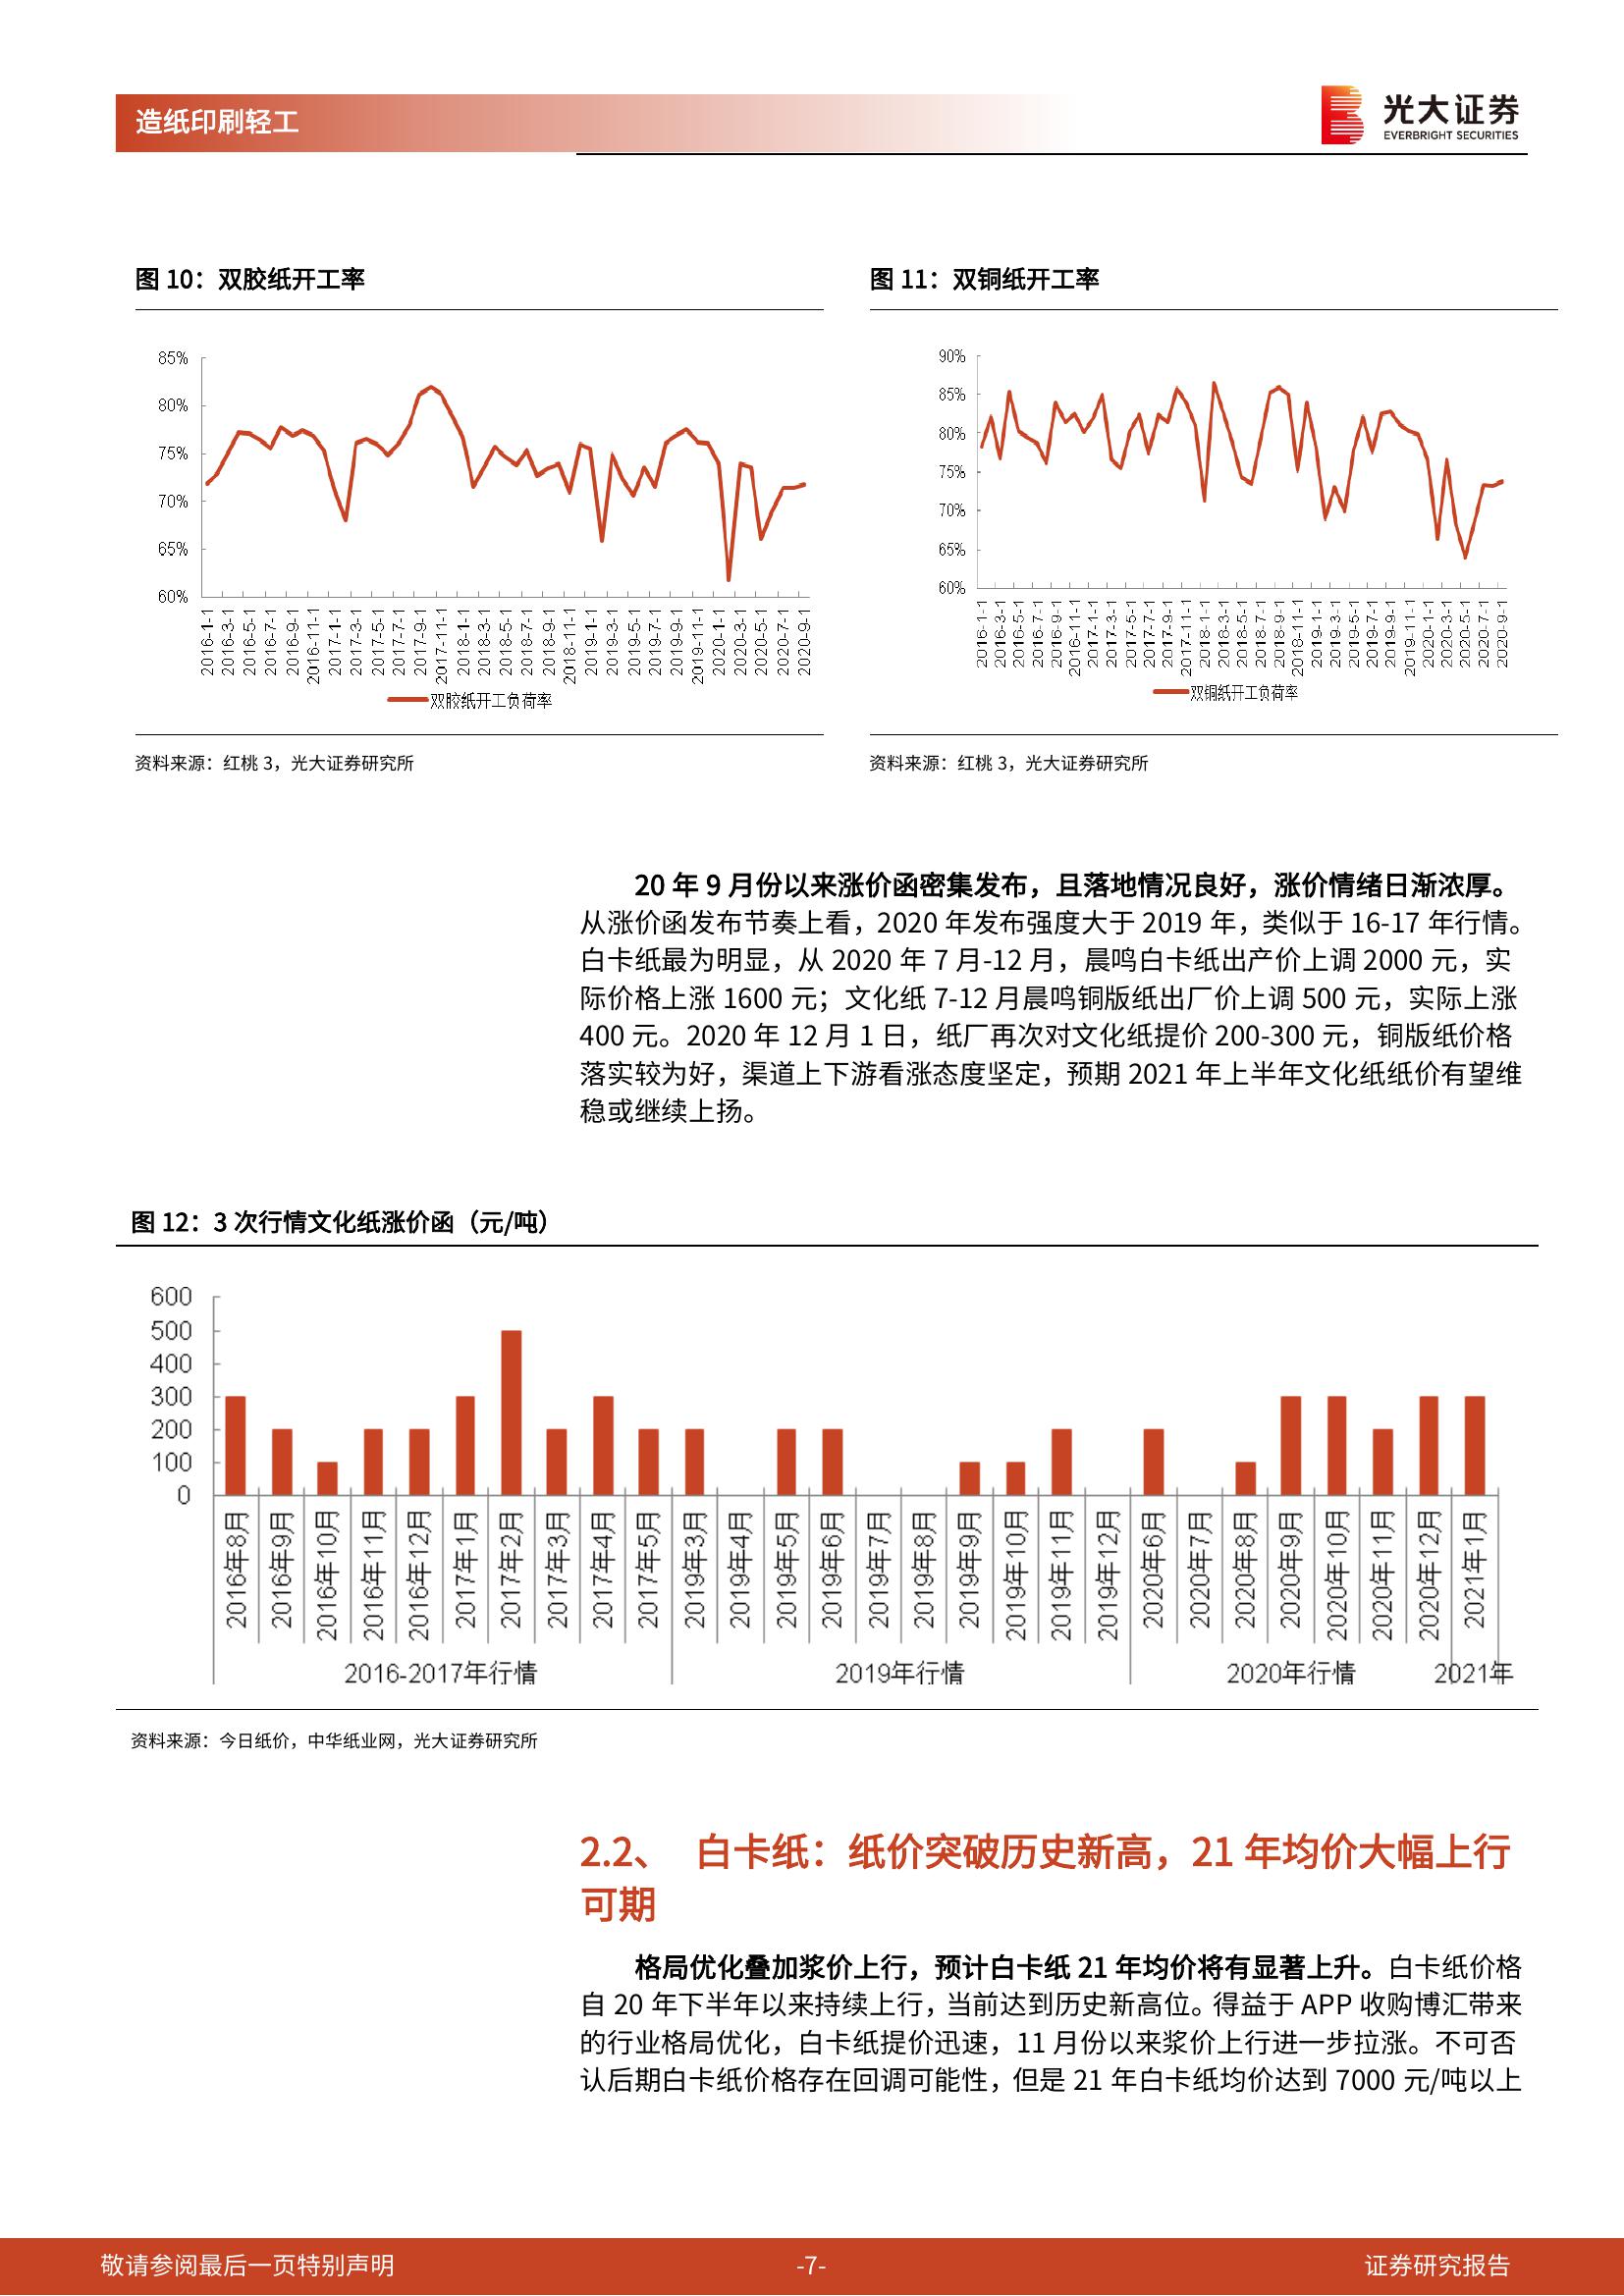 造纸印刷轻工
光大证券
EVERBRIGHT SECURITIES
图 10：双胶纸开工率
85%
80%
75%
70%
65%
60%
2016-1-1
2016-3-1
2016-5-1
2016-7-1
2016-9-1
2016-11-1
2017-1-1
2017-3-1
2017-5-1
2017-7-1
2017-9-1
2017-11-1
2018-1-1
2018-3-1
2018-5-1
2018-7-1
2018-9-1
2018-11-1
2019-1-1
2019-3-1
2019-5-1
2019-7-1
2019-9-1
2019-11-1
2020-1-1
2020-3-1
2020-5-1
2020-7-1
2020-9-1
双胶纸开工负荷率
资料来源：红桃 3，光大证券研究所
图 11：双铜纸开工率
90%
85%
80%
75%
70%
65%
60%
2016-1-1
2016-3-1
2016-5-1
2016-7-1
2016-9-1
2016-11-1
2017-1-1
2017-3-1
2017-5-1
2017-7-1
2017-9-1
2017-11-1
2018-1-1
2018-3-1
2018-5-1
2018-7-1
2018-9-1
2018-11-1
2019-1-1
2019-3-1
2019-5-1
2019-7-1
2019-9-1
2019-11-1
2020-1-1
2020-3-1
2020-5-1
2020-7-1
2020-9-1
双铜纸开工负荷率
资料来源：红桃 3，光大证券研究所
20 年 9 月份以来涨价函密集发布，且落地情况良好，涨价情绪日渐浓厚。
从涨价函发布节奏上看，2020 年发布强度大于 2019 年，类似于 16-17 年行情。
白卡纸最为明显，从 2020 年 7 月-12 月，晨鸣白卡纸出产价上调 2000 元，实
际价格上涨 1600 元；文化纸 7-12 月晨鸣铜版纸出厂价上调 500 元，实际上涨
400 元。2020 年 12 月 1 日，纸厂再次对文化纸提价 200-300 元，铜版纸价格
落实较为好，渠道上下游看涨态度坚定，预期 2021 年上半年文化纸纸价有望维
稳或继续上扬。
图 12：3 次行情文化纸涨价函（元/吨）
600
500
400
300
200
100
0
2016年8月
2016年9月
2016年10月
2016年11月
2016年12月
2017年1月
2017年2月
2017年3月
2017年4月
2017年5月
2019年3月
2019年4月
2019年5月
2019年6月
2019年7月
2019年8月
2019年9月
2019年10月
2019年11月
2019年12月
2020年6月
2020年7月
2020年8月
2020年9月
2020年10月
2020年11月
2020年12月
2021年1月
2016-2017年行情
2019年行情
2020年行情
2021年
资料来源：今日纸价，中华纸业网，光大证券研究所
2.2、 白卡纸：纸价突破历史新高，21 年均价大幅上行
可期
格局优化叠加浆价上行，预计白卡纸 21 年均价将有显著上升。白卡纸价格
自 20 年下半年以来持续上行，当前达到历史新高位。得益于 APP 收购博汇带来
的行业格局优化，白卡纸提价迅速，11 月份以来浆价上行进一步拉涨。不可否
认后期白卡纸价格存在回调可能性，但是 21 年白卡纸均价达到 7000 元/吨以上
敬请参阅最后一页特别声明
-7-
证券研究报告